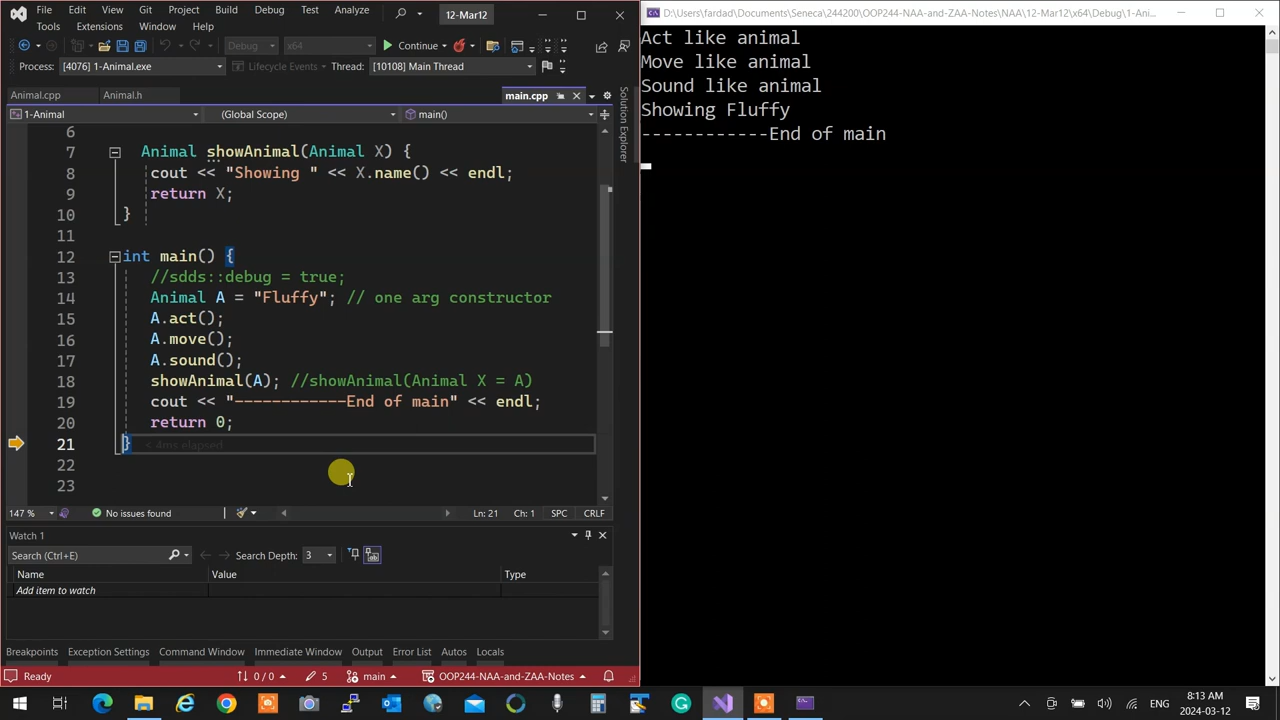 File Edit View Git Project Build Debug Test Analyze 12-Mar12
Tools Extensions Window Help
Debug x64 Continue
Process: [4076] 1-Animal.exe Lifecycle Events Thread: [10108] Main Thread
Animal.cpp Animal.h main.cpp
1-Animal (Global Scope) main()
6
7 Animal showAnimal(Animal X) {
8 cout << "Showing " << X.name() << endl;
9 return X;
10 }
11
12 int main() {
13 //sdds::debug = true;
14 Animal A = "Fluffy"; // one arg constructor
15 A.act();
16 A.move();
17 A.sound();
18 showAnimal(A); //showAnimal(Animal X = A)
19 cout << "------------End of main" << endl;
20 return 0;
21 } < 4ms elapsed
22
23
147 % No issues found Ln: 21 Ch: 1 SPC CRLF
Watch 1
Search (Ctrl+E) Search Depth: 3
Name Value Type
Add item to watch
Breakpoints Exception Settings Command Window Immediate Window Output Error List Autos Locals
Ready 0 / 0 5 main OOP244-NAA-and-ZAA-Notes
Solution Explorer
D:\Users\fardad\Documents\Seneca\244200\OOP244-NAA-and-ZAA-Notes\NAA\12-Mar12\x64\Debug\1-Ani...
Act like animal
Move like animal
Sound like animal
Showing Fluffy
------------End of main
ENG 8:13 AM
2024-03-12